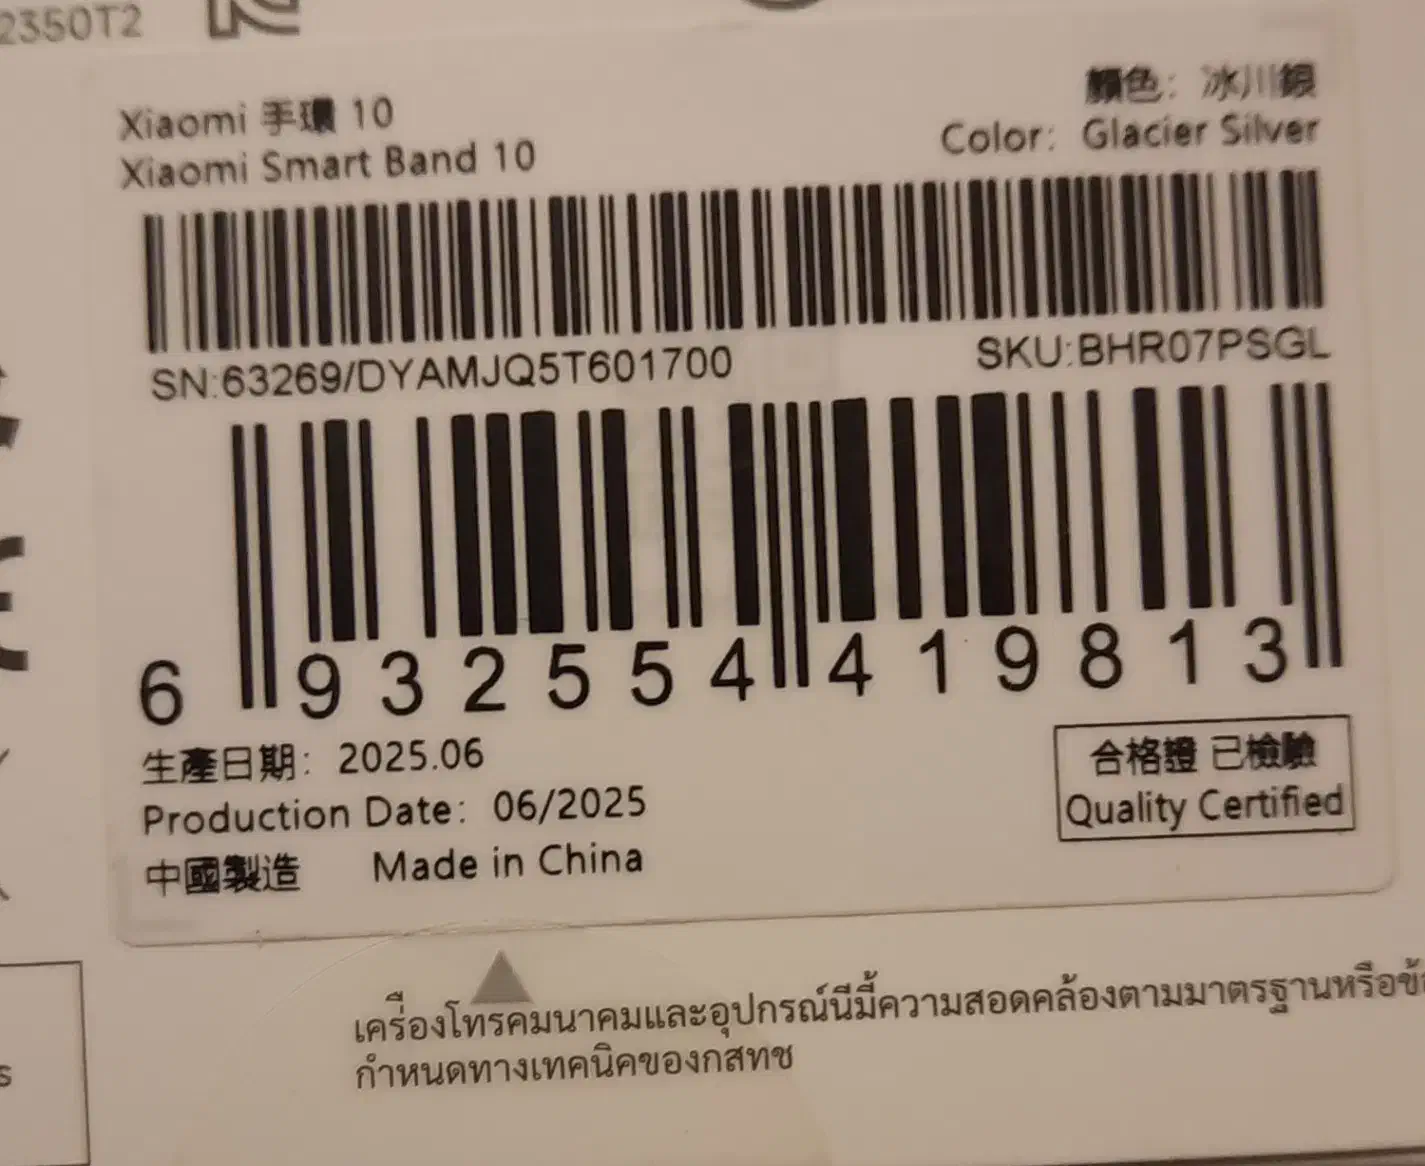 2350T2
Xiaomi 手環 10
Xiaomi Smart Band 10
顏色：冰川銀
Color: Glacier Silver
SN:63269/DYAMJQ5T601700
SKU:BHR07PSGL
6 932554 419813
生產日期：2025.06
Production Date: 06/2025
中國製造 Made in China
合格證 已檢驗
Quality Certified
เครื่องโทรคมนาคมและอุปกรณ์นี้มีความสอดคล้องตามมาตรฐานหรือข้อ
กำหนดทางเทคนิคของกสทช
s